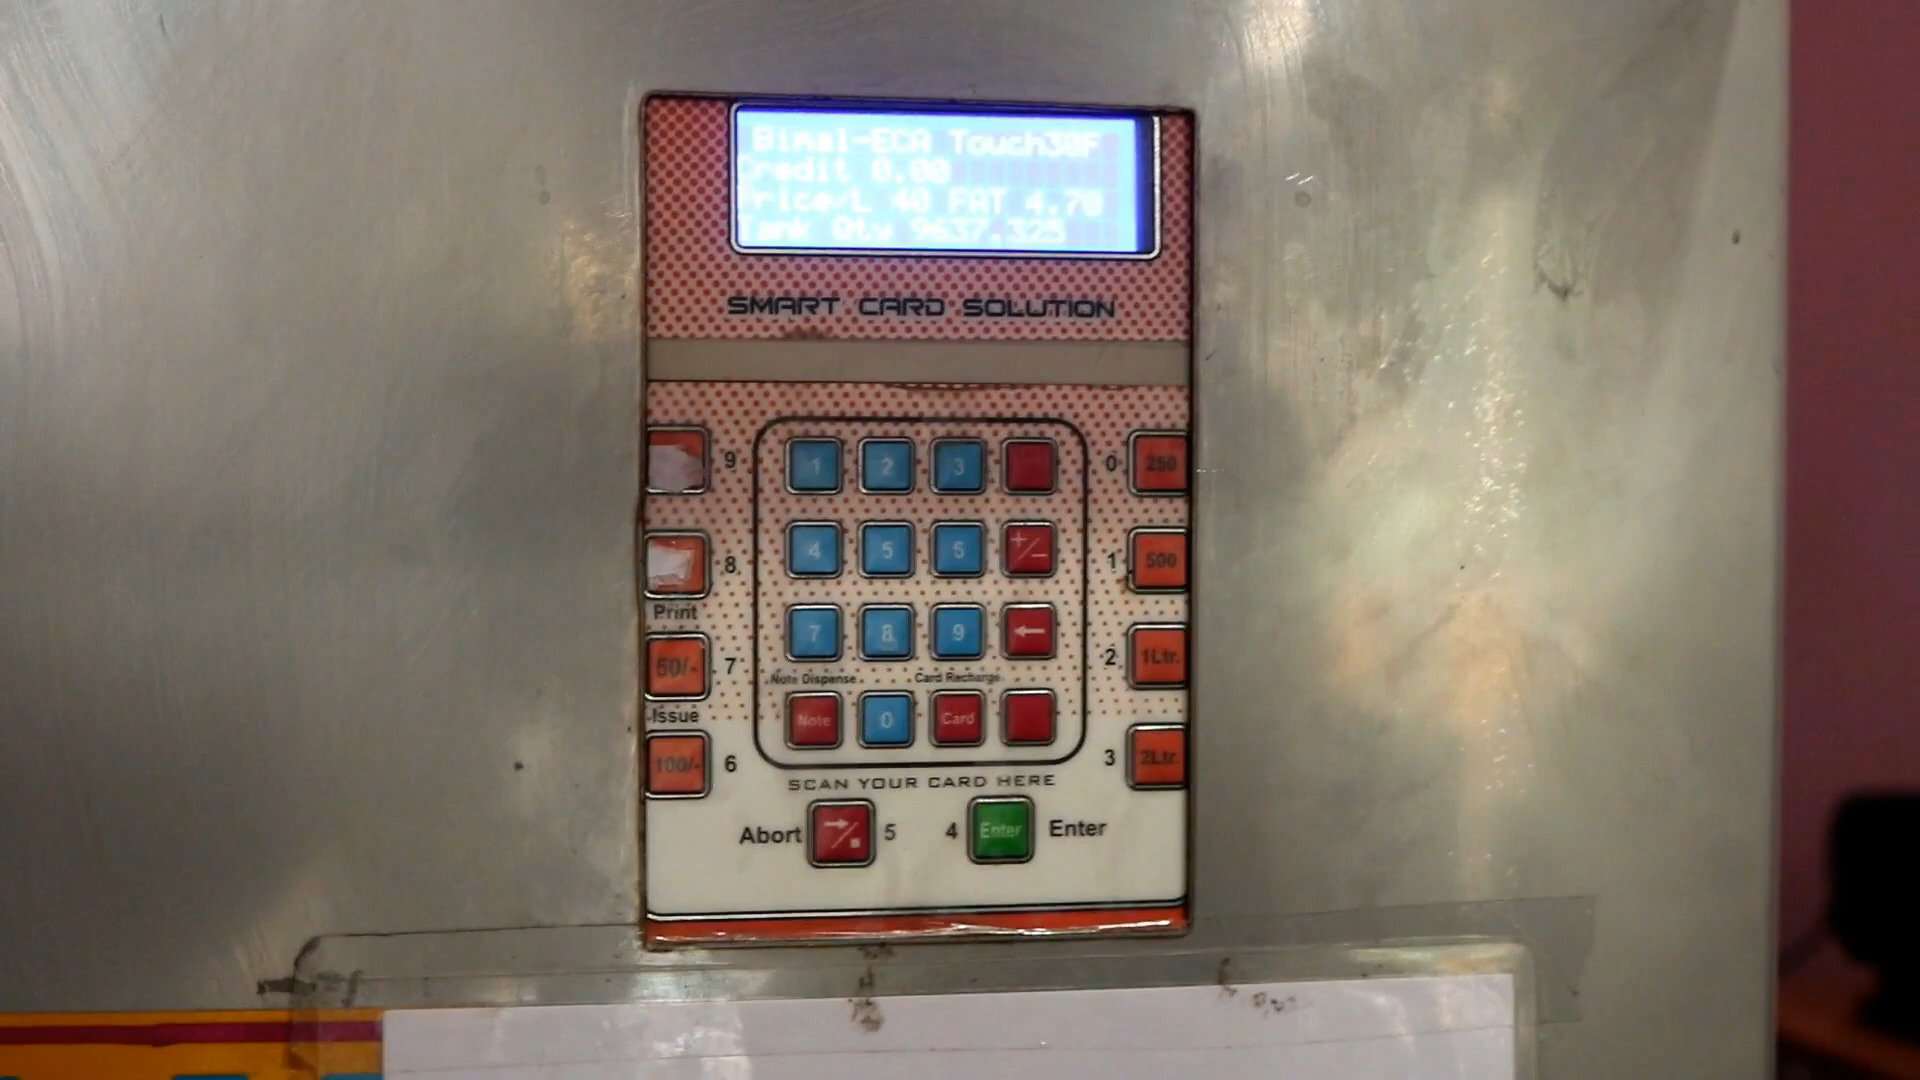 Bimal-ECA Touch30F
Credit 0.00
Price/L 40 FAT 4.70
Tank Qty 9637.325
SMART CARD SOLUTION
9 1 2 3 0 250
8 4 5 6 +/- 1 500
Print
50/- 7 7 8 9 ← 2 1Ltr.
Note Dispense Card Recharge
Issue
100/- 6 Note 0 Card 3 2Ltr.
SCAN YOUR CARD HERE
Abort 5 4 Enter Enter